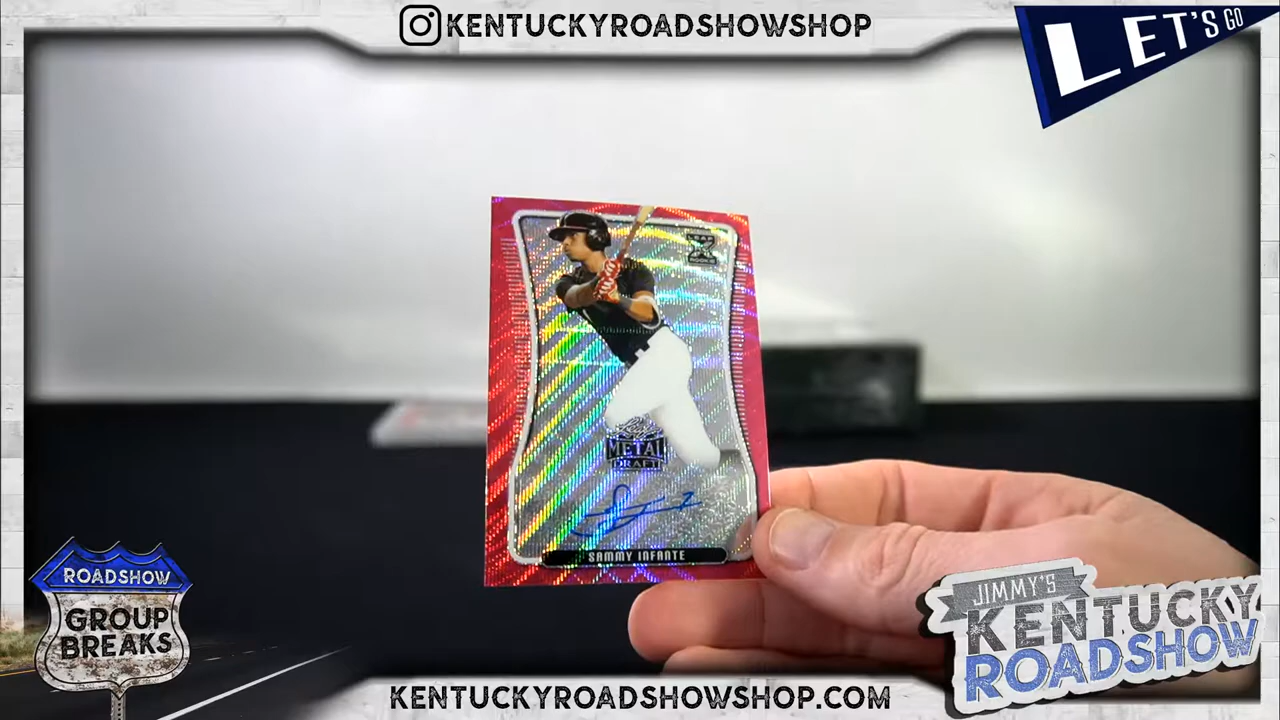 KENTUCKYROADSHOWSHOP
LET'S GO
METAL
DRAFT
SAMMY INFANTE
ROADSHOW
GROUP
BREAKS
JIMMY'S
KENTUCKY
ROADSHOW
KENTUCKYROADSHOWSHOP.COM